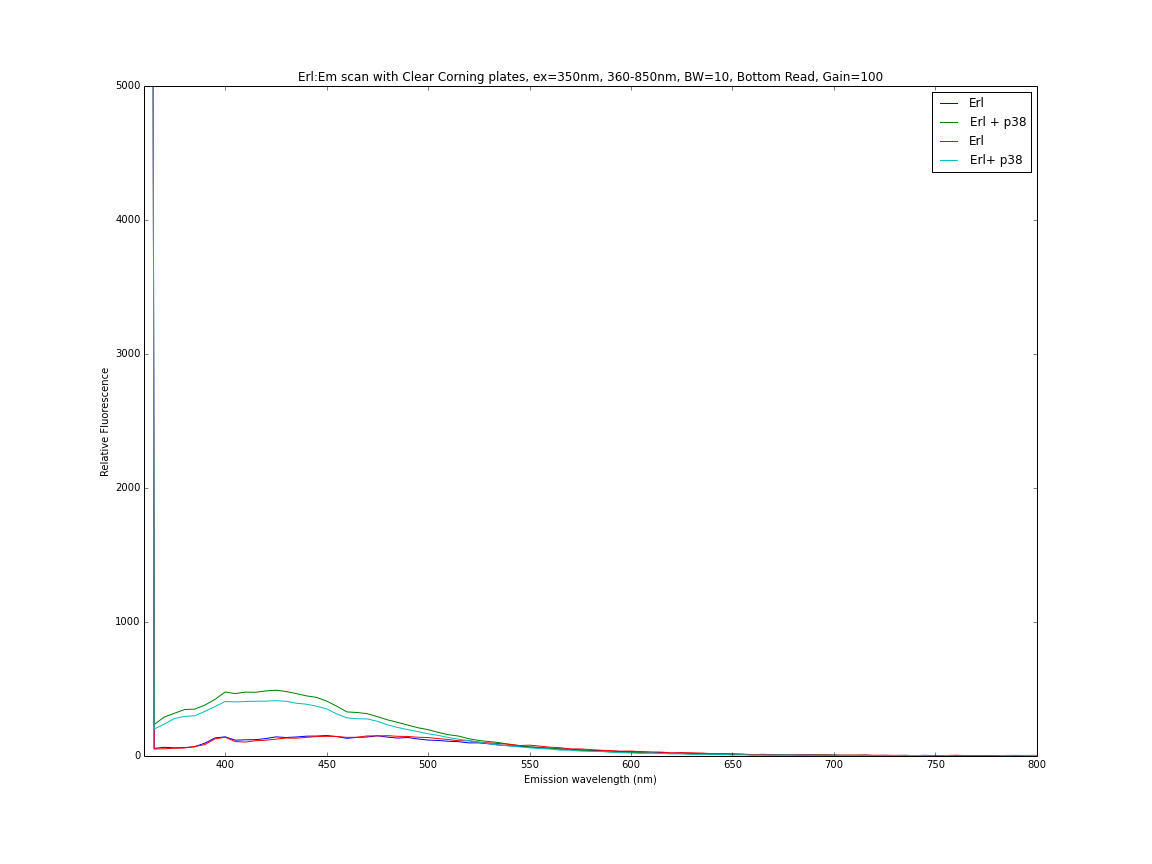 Erl:Em scan with Clear Corning plates, ex=350nm, 360-850nm, BW=10, Bottom Read, Gain=100
5000
4000
3000
2000
1000
0
Relative Fluorescence
Erl
Erl + p38
Erl
Erl+ p38
400 450 500 550 600 650 700 750 800
Emission wavelength (nm)